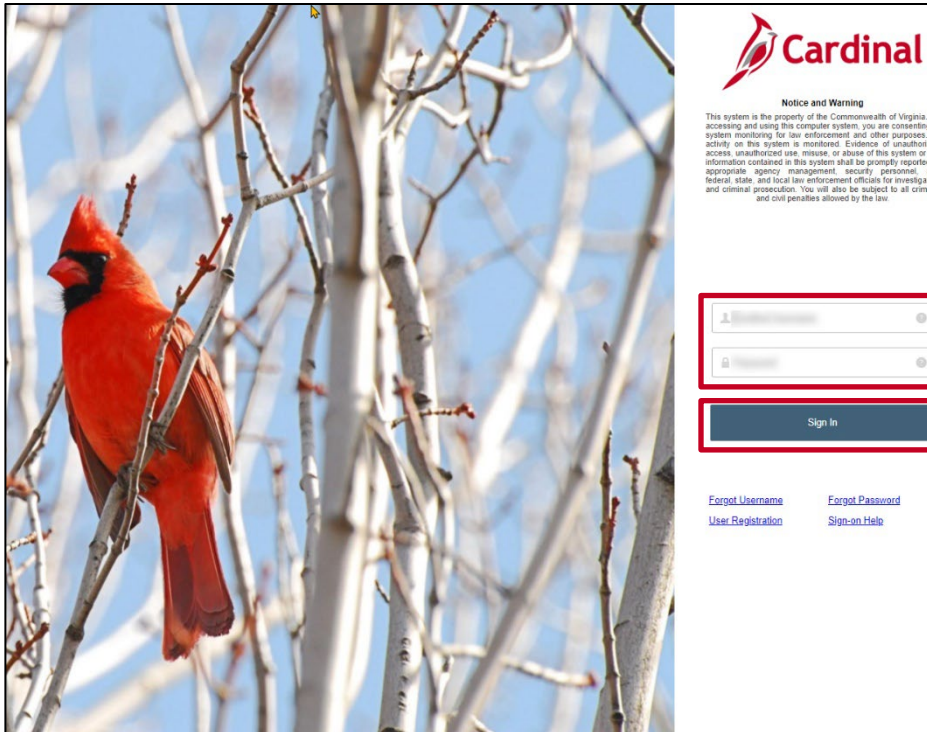 Cardinal
Notice and Warning
This system is the property of the Commonwealth of Virginia.
accessing and using this computer system, you are consenting
system monitoring for law enforcement and other purposes.
activity on this system is monitored. Evidence of unauthori
access, unauthorized use, misuse, or abuse of this system or
information contained in this system shall be promptly reporte
appropriate agency management, security personnel,
federal, state, and local law enforcement officials for investiga
and criminal prosecution. You will also be subject to all crim
and civil penalties allowed by the law.
Sign In
Forgot Username Forgot Password
User Registration Sign-on Help